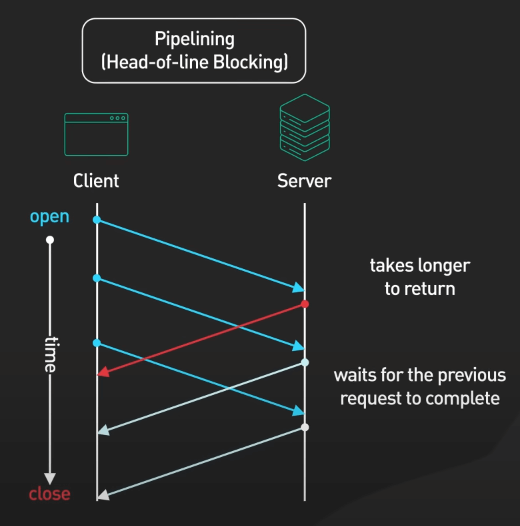 Pipelining
(Head-of-line Blocking)
Client
Server
open
takes longer
to return
time
waits for the previous
request to complete
close